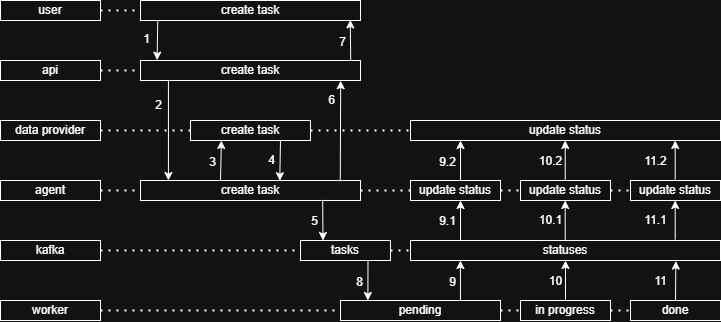 user create task
1 7
api create task
2 6
data provider create task update status
3 4 9.2 10.2 11.2
agent create task update status update status update status
5 9.1 10.1 11.1
kafka tasks statuses
8 9 10 11
worker pending in progress done